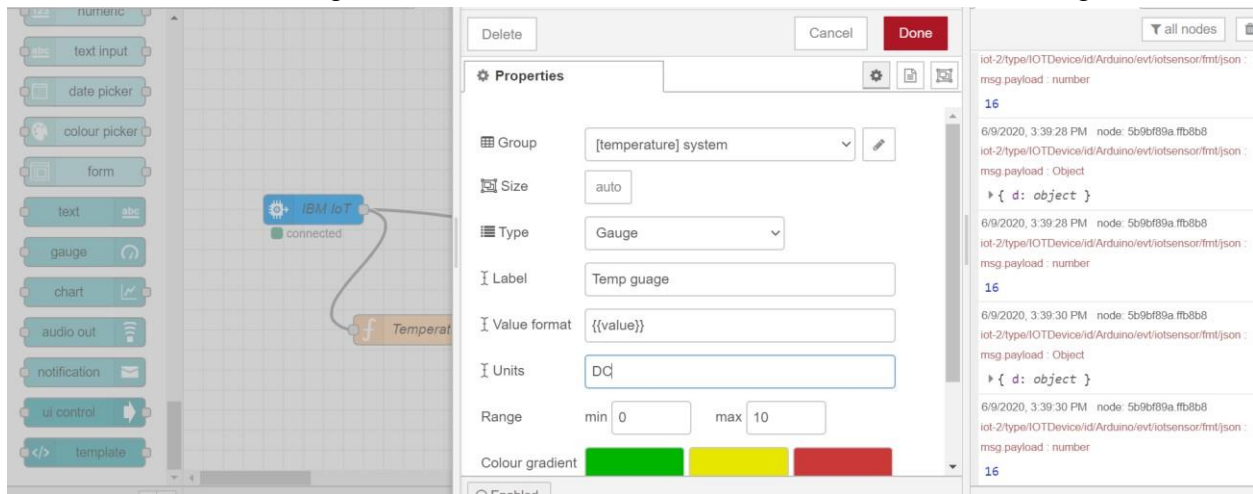 numeric
text input
date picker
colour picker
form
text abc
gauge
chart
audio out
notification
ui control
</> template
IBM IoT
connected
f Temperat
Delete Cancel Done
Properties
Group [temperature] system
Size auto
Type Gauge
Label Temp guage
Value format {{value}}
Units DC
Range min 0 max 10
Colour gradient
Enabled
all nodes
iot-2/type/IOTDevice/id/Arduino/evt/iotsensor/fmt/json :
msg.payload : number
16
6/9/2020, 3:39:28 PM node: 5b9bf89a.ffb8b8
iot-2/type/IOTDevice/id/Arduino/evt/iotsensor/fmt/json :
msg.payload : Object
{ d: object }
6/9/2020, 3:39:28 PM node: 5b9bf89a.ffb8b8
iot-2/type/IOTDevice/id/Arduino/evt/iotsensor/fmt/json :
msg.payload : number
16
6/9/2020, 3:39:30 PM node: 5b9bf89a.ffb8b8
iot-2/type/IOTDevice/id/Arduino/evt/iotsensor/fmt/json :
msg.payload : Object
{ d: object }
6/9/2020, 3:39:30 PM node: 5b9bf89a.ffb8b8
iot-2/type/IOTDevice/id/Arduino/evt/iotsensor/fmt/json :
msg.payload : number
16